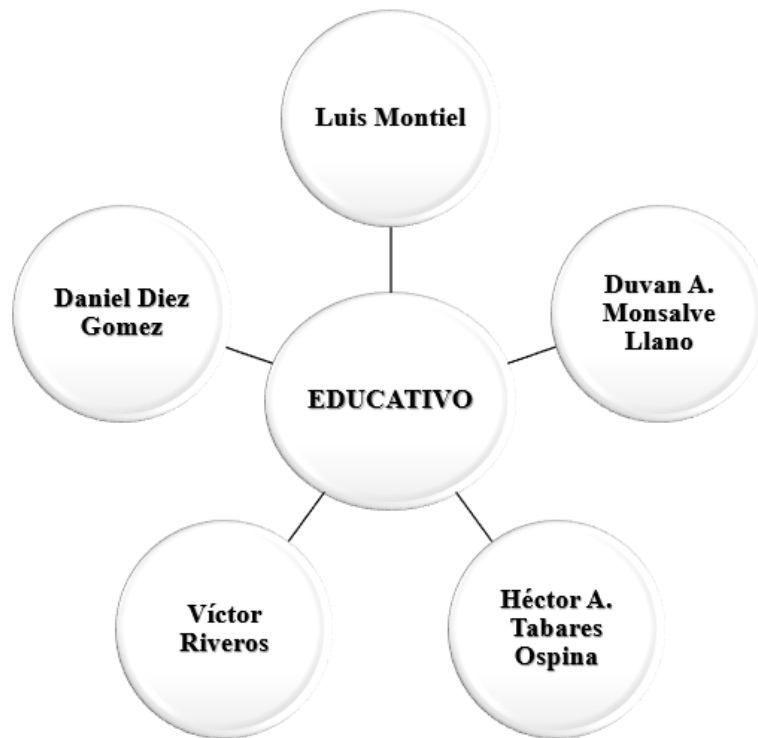 Luis Montiel
Duvan A.
Monsalve
Llano
Héctor A.
Tabares
Ospina
Víctor
Riveros
Daniel Diez
Gomez
EDUCATIVO